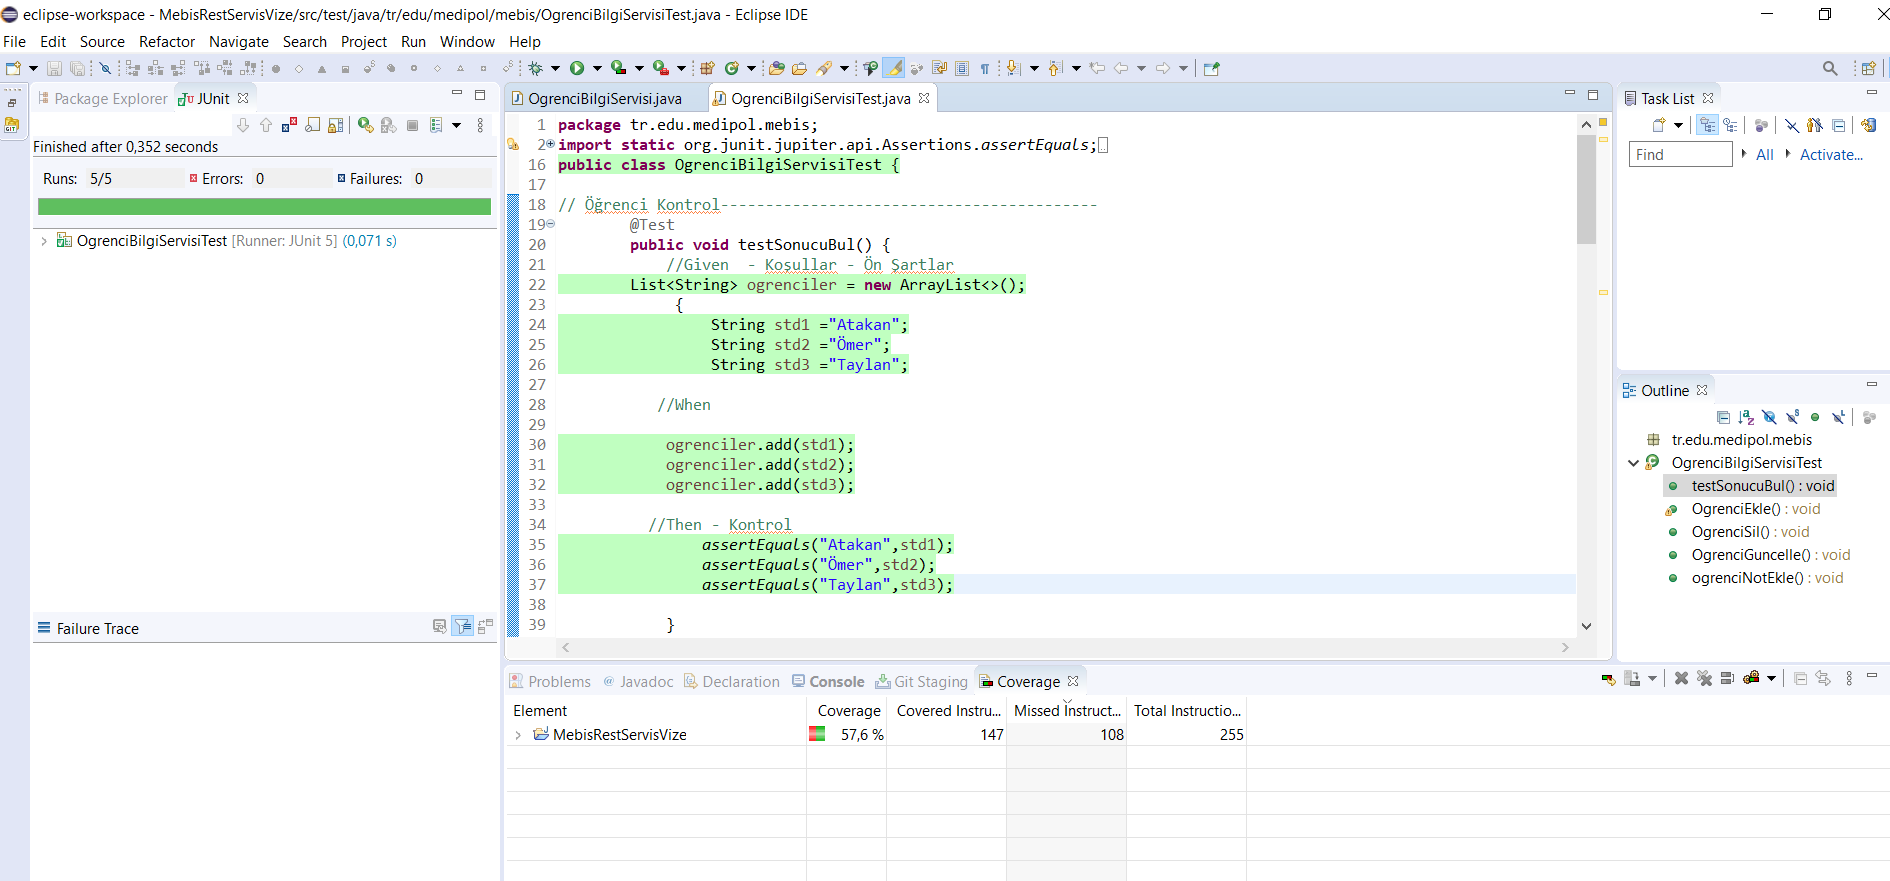 eclipse-workspace - MebisRestServisVize/src/test/java/tr/edu/medipol/mebis/OgrenciBilgiServisiTest.java - Eclipse IDE
File Edit Source Refactor Navigate Search Project Run Window Help
Package Explorer JUnit
Finished after 0,352 seconds
Runs: 5/5 Errors: 0 Failures: 0
OgrenciBilgiServisiTest [Runner: JUnit 5] (0,071 s)
Failure Trace
OgrenciBilgiServisi.java OgrenciBilgiServisiTest.java
1 package tr.edu.medipol.mebis;
2 import static org.junit.jupiter.api.Assertions.assertEquals;
16 public class OgrenciBilgiServisiTest {
17
18 // Öğrenci Kontrol------------------------------------------
19 @Test
20 public void testSonucuBul() {
21 //Given  - Koşullar - Ön Şartlar
22 List<String> ogrenciler = new ArrayList<>();
23 {
24 String std1 ="Atakan";
25 String std2 ="Ömer";
26 String std3 ="Taylan";
27
28 //When
29
30 ogrenciler.add(std1);
31 ogrenciler.add(std2);
32 ogrenciler.add(std3);
33
34 //Then - Kontrol
35 assertEquals("Atakan",std1);
36 assertEquals("Ömer",std2);
37 assertEquals("Taylan",std3);
38
39 }
Task List
Find All Activate...
Outline
tr.edu.medipol.mebis
OgrenciBilgiServisiTest
testSonucuBul() : void
OgrenciEkle() : void
OgrenciSil() : void
OgrenciGuncelle() : void
ogrenciNotEkle() : void
Problems Javadoc Declaration Console Git Staging Coverage
Element Coverage Covered Instru... Missed Instruct... Total Instructio...
MebisRestServisVize 57,6 % 147 108 255